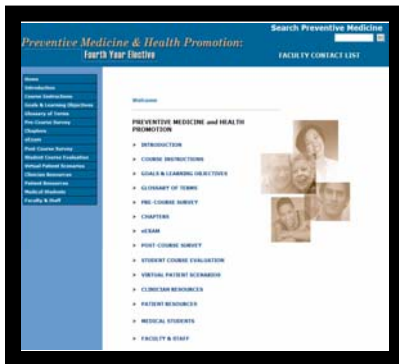 Search Preventive Medicine
Preventive Medicine & Health Promotion:
Fourth Year Elective
FACULTY CONTACT LIST
Home
Introduction
Course Instructions
Goals & Learning Objectives
Glossary of Terms
Pre-Course Survey
Chapters
eExam
Post Course Survey
Student Course Evaluation
Virtual Patient Scenarios
Clinician Resources
Patient Resources
Medical Students
Faculty & Staff
Welcome
PREVENTIVE MEDICINE and HEALTH
PROMOTION
► INTRODUCTION
► COURSE INSTRUCTIONS
► GOALS & LEARNING OBJECTIVES
► GLOSSARY OF TERMS
► PRE-COURSE SURVEY
► CHAPTERS
► eEXAM
► POST-COURSE SURVEY
► STUDENT COURSE EVALUATION
► VIRTUAL PATIENT SCENARIOS
► CLINICIAN RESOURCES
► PATIENT RESOURCES
► MEDICAL STUDENTS
► FACULTY & STAFF